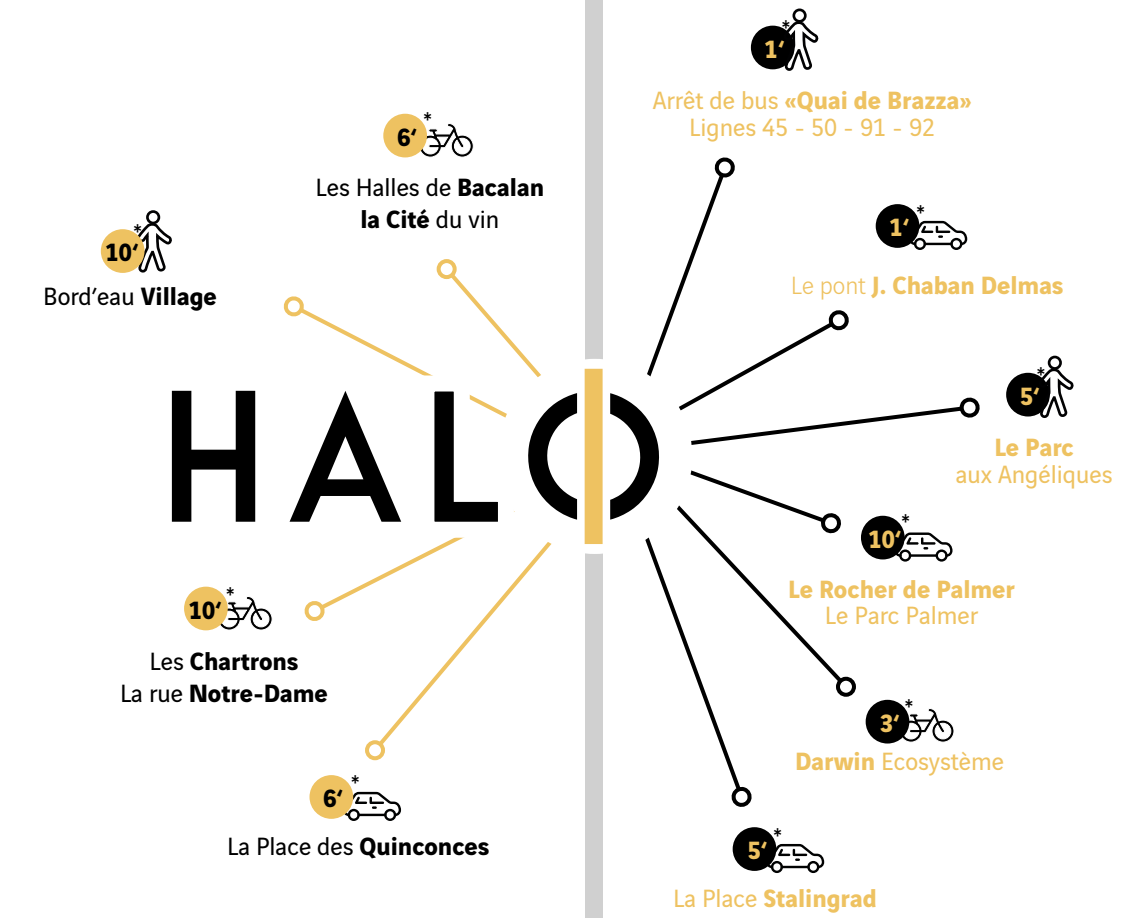 1‘*
Arrêt de bus «Quai de Brazza»
Lignes 45 - 50 - 91 - 92
6‘*
Les Halles de Bacalan
la Cité du vin
10‘*
Bord’eau Village
1‘*
Le pont J. Chaban Delmas
5‘*
Le Parc
aux Angéliques
HALO
10‘*
Le Rocher de Palmer
Le Parc Palmer
10‘*
Les Chartrons
La rue Notre-Dame
3‘*
Darwin Ecosystème
6‘*
La Place des Quinconces
5‘*
La Place Stalingrad